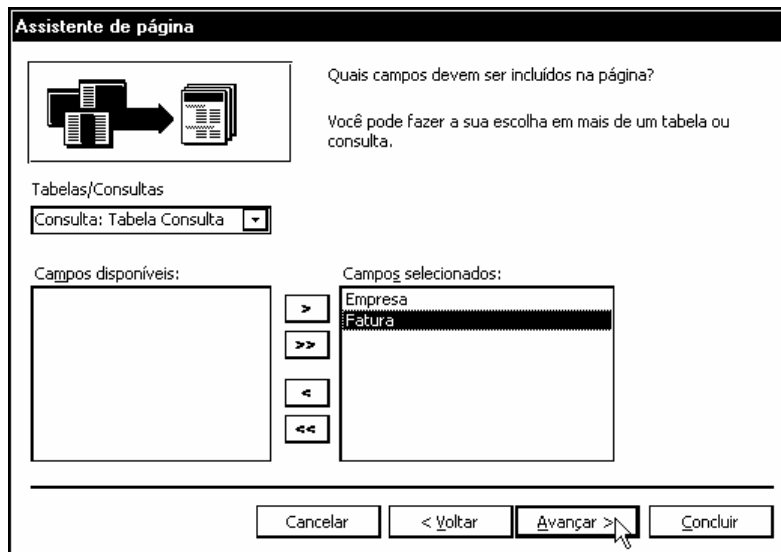 Assistente de página
Quais campos devem ser incluídos na página?
Você pode fazer a sua escolha em mais de um tabela ou
consulta.
Tabelas/Consultas
Consulta: Tabela Consulta
Campos disponíveis:
Campos selecionados:
Empresa
Fatura
>
>>
<
<<
Cancelar
< Voltar
Avançar >
Concluir